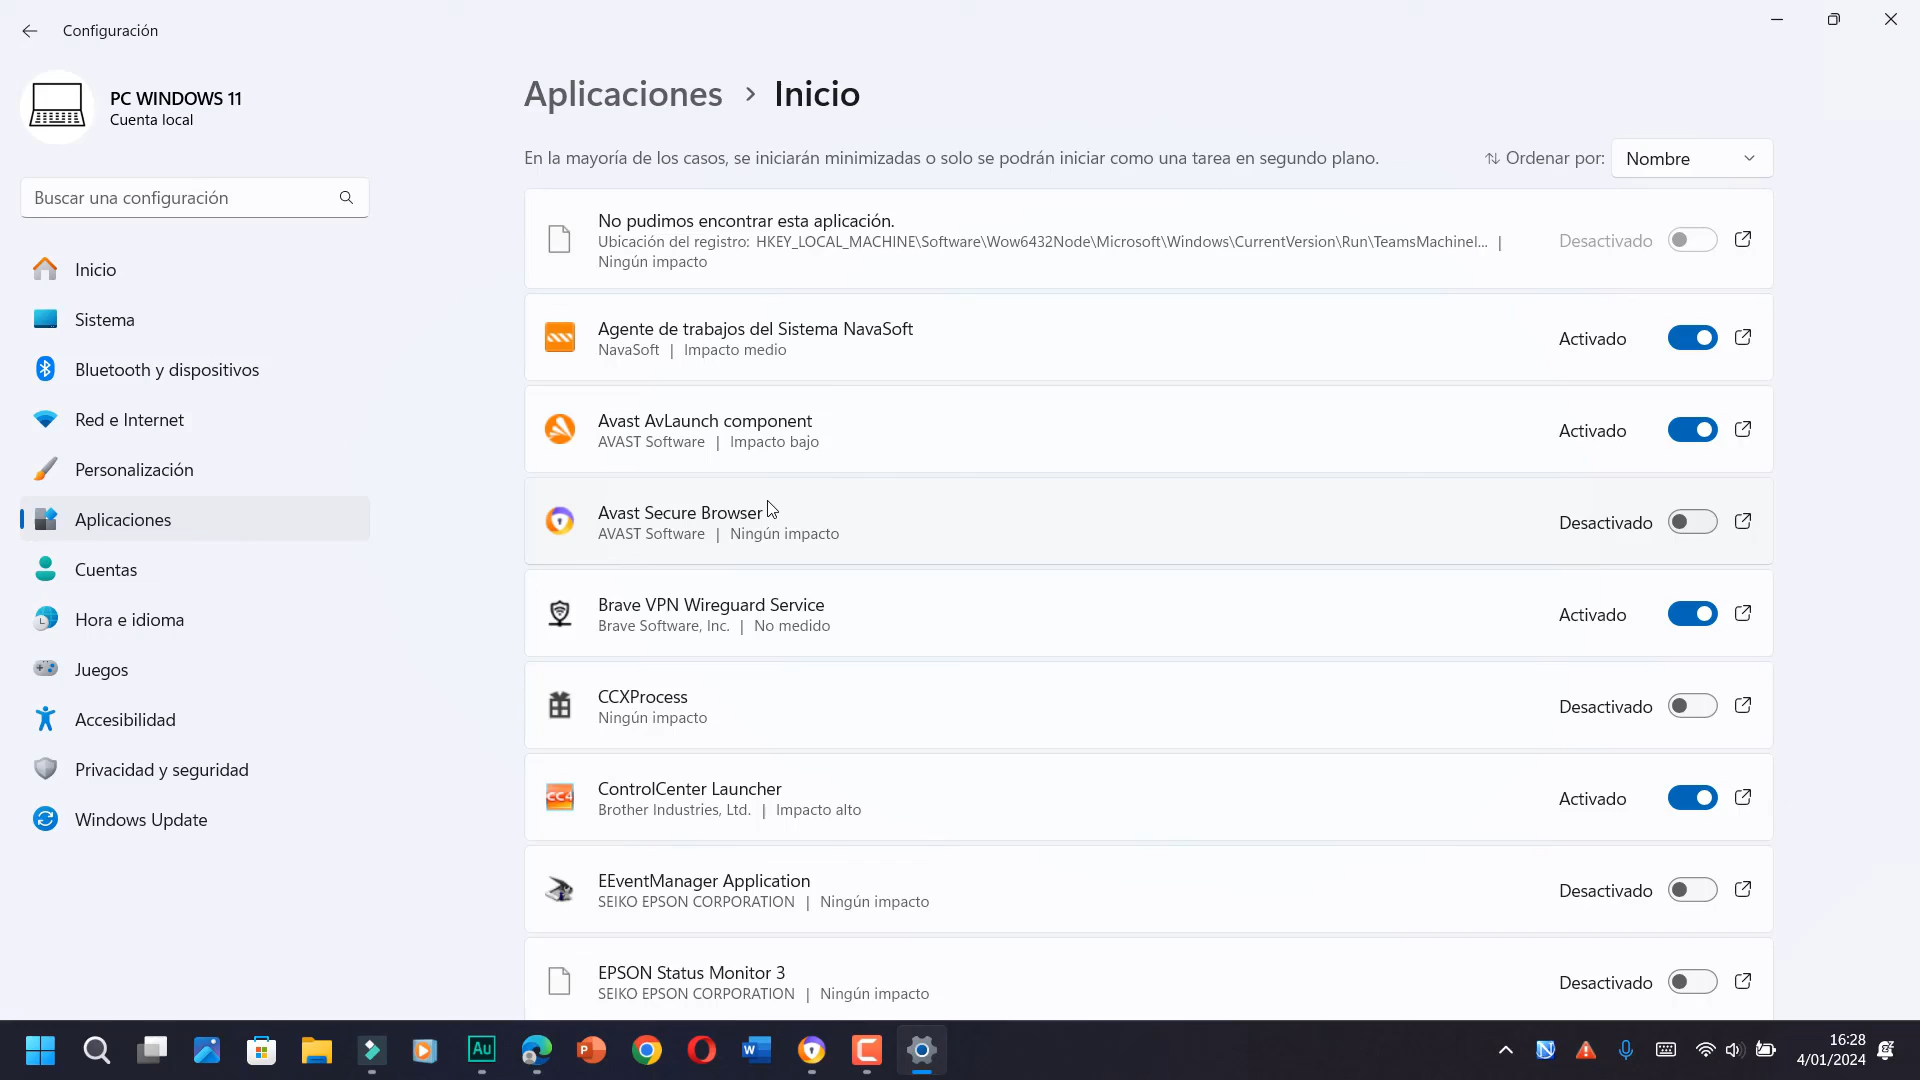 Configuración
PC WINDOWS 11
Cuenta local
Buscar una configuración
Inicio
Sistema
Bluetooth y dispositivos
Red e Internet
Personalización
Aplicaciones
Cuentas
Hora e idioma
Juegos
Accesibilidad
Privacidad y seguridad
Windows Update
Aplicaciones > Inicio
En la mayoría de los casos, se iniciarán minimizadas o solo se podrán iniciar como una tarea en segundo plano.
Ordenar por: Nombre
No pudimos encontrar esta aplicación.
Ubicación del registro: HKEY_LOCAL_MACHINE\Software\Wow6432Node\Microsoft\Windows\CurrentVersion\Run\TeamsMachineI... |
Ningún impacto
Desactivado
Agente de trabajos del Sistema NavaSoft
NavaSoft | Impacto medio
Activado
Avast AvLaunch component
AVAST Software | Impacto bajo
Activado
Avast Secure Browser
AVAST Software | Ningún impacto
Desactivado
Brave VPN Wireguard Service
Brave Software, Inc. | No medido
Activado
CCXProcess
Ningún impacto
Desactivado
CC4
ControlCenter Launcher
Brother Industries, Ltd. | Impacto alto
Activado
EEventManager Application
SEIKO EPSON CORPORATION | Ningún impacto
Desactivado
EPSON Status Monitor 3
SEIKO EPSON CORPORATION | Ningún impacto
Desactivado
Au
P
W
C
N
16:28
4/01/2024